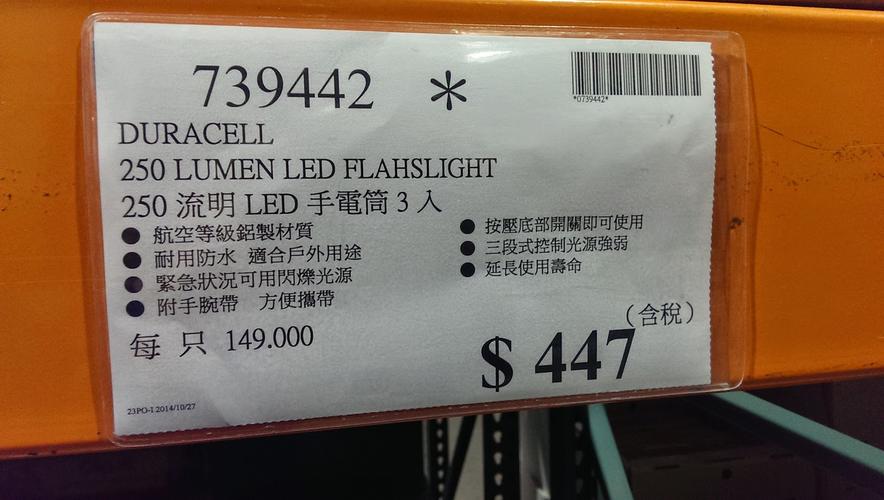 739442 *
*0739442*
DURACELL
250 LUMEN LED FLAHSLIGHT
250 流明 LED 手電筒 3 入
● 航空等級鋁製材質
● 耐用防水 適合戶外用途
● 緊急狀況可用閃爍光源
● 附手腕帶 方便攜帶
● 按壓底部開關即可使用
● 三段式控制光源強弱
● 延長使用壽命
每 只 149.000
(含稅)
$ 447
23PO-1 2014/10/27